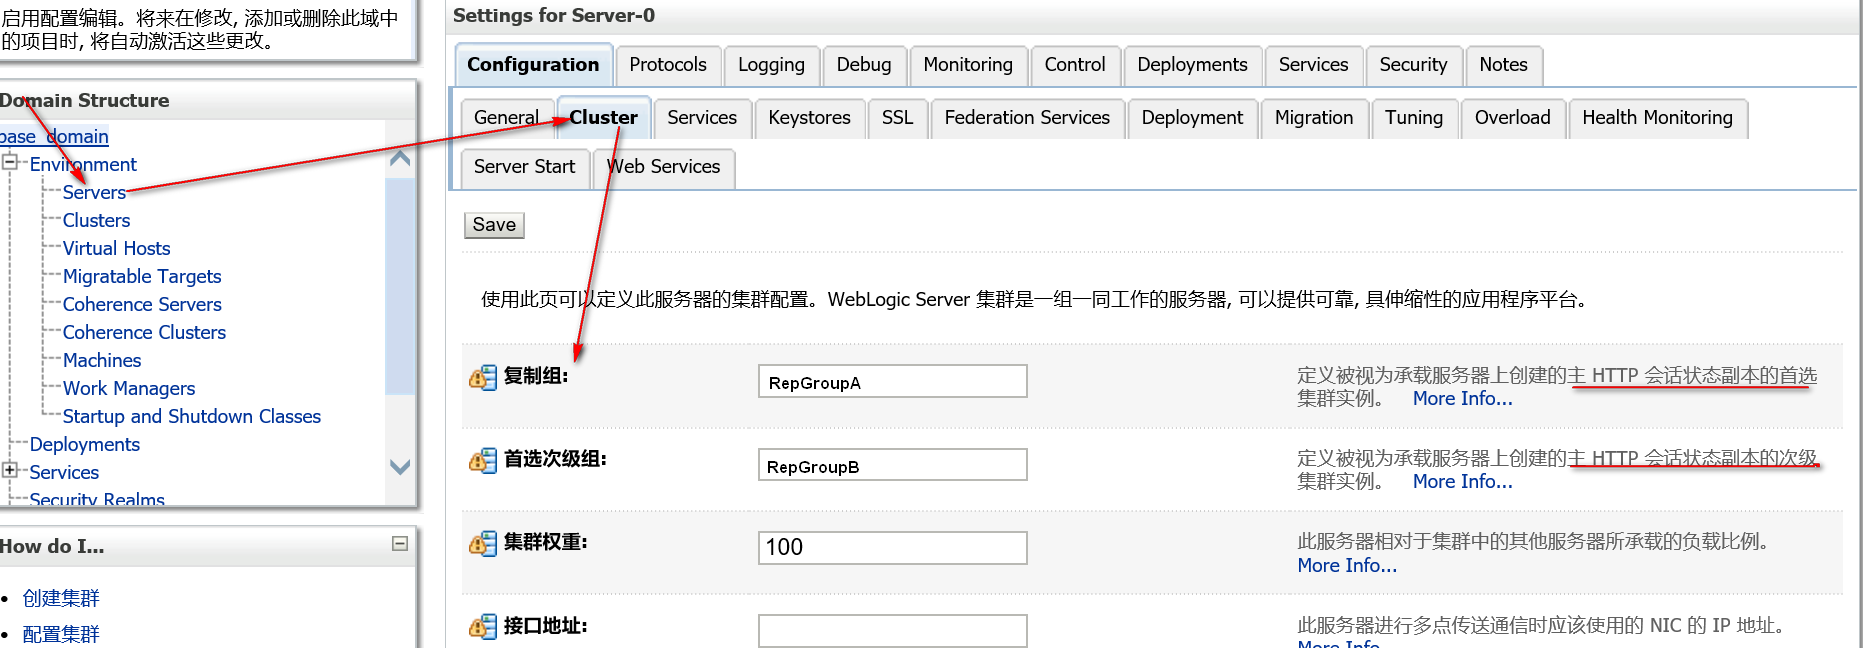 启用配置编辑。将来在修改, 添加或删除此域中
的项目时, 将自动激活这些更改。
Domain Structure
base_domain
Environment
Servers
Clusters
Virtual Hosts
Migratable Targets
Coherence Servers
Coherence Clusters
Machines
Work Managers
Startup and Shutdown Classes
Deployments
Services
Security Realms
How do I...
创建集群
配置集群
Settings for Server-0
Configuration Protocols Logging Debug Monitoring Control Deployments Services Security Notes
General Cluster Services Keystores SSL Federation Services Deployment Migration Tuning Overload Health Monitoring
Server Start Web Services
Save
使用此页可以定义此服务器的集群配置。WebLogic Server 集群是一组一同工作的服务器, 可以提供可靠, 具伸缩性的应用程序平台。
复制组: RepGroupA 定义被视为承载服务器上创建的主 HTTP 会话状态副本的首选
集群实例。 More Info...
首选次级组: RepGroupB 定义被视为承载服务器上创建的主 HTTP 会话状态副本的次级
集群实例。 More Info...
集群权重: 100 此服务器相对于集群中的其他服务器所承载的负载比例。
More Info...
接口地址: 此服务器进行多点传送通信时应该使用的 NIC 的 IP 地址。
More Info...